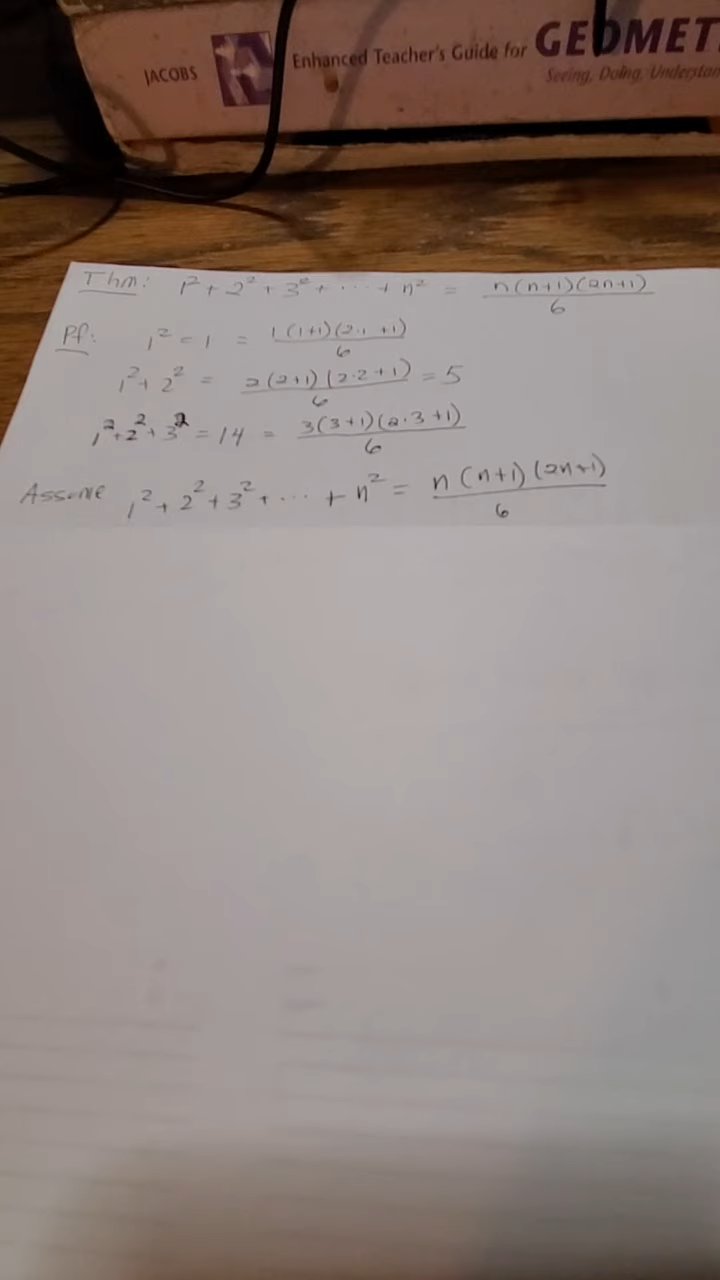 JACOBS Enhanced Teacher's Guide for GEOMET
Seeing, Doing, Understan
Thm: 1² + 2² + 3² + ... + n² = n(n+1)(2n+1)/6
Pf: 1² = 1 = 1(1+1)(2·1+1)/6
1² + 2² = 2(2+1)(2·2+1)/6 = 5
1² + 2² + 3² = 14 = 3(3+1)(2·3+1)/6
Assume 1² + 2² + 3² + ... + n² = n(n+1)(2n+1)/6